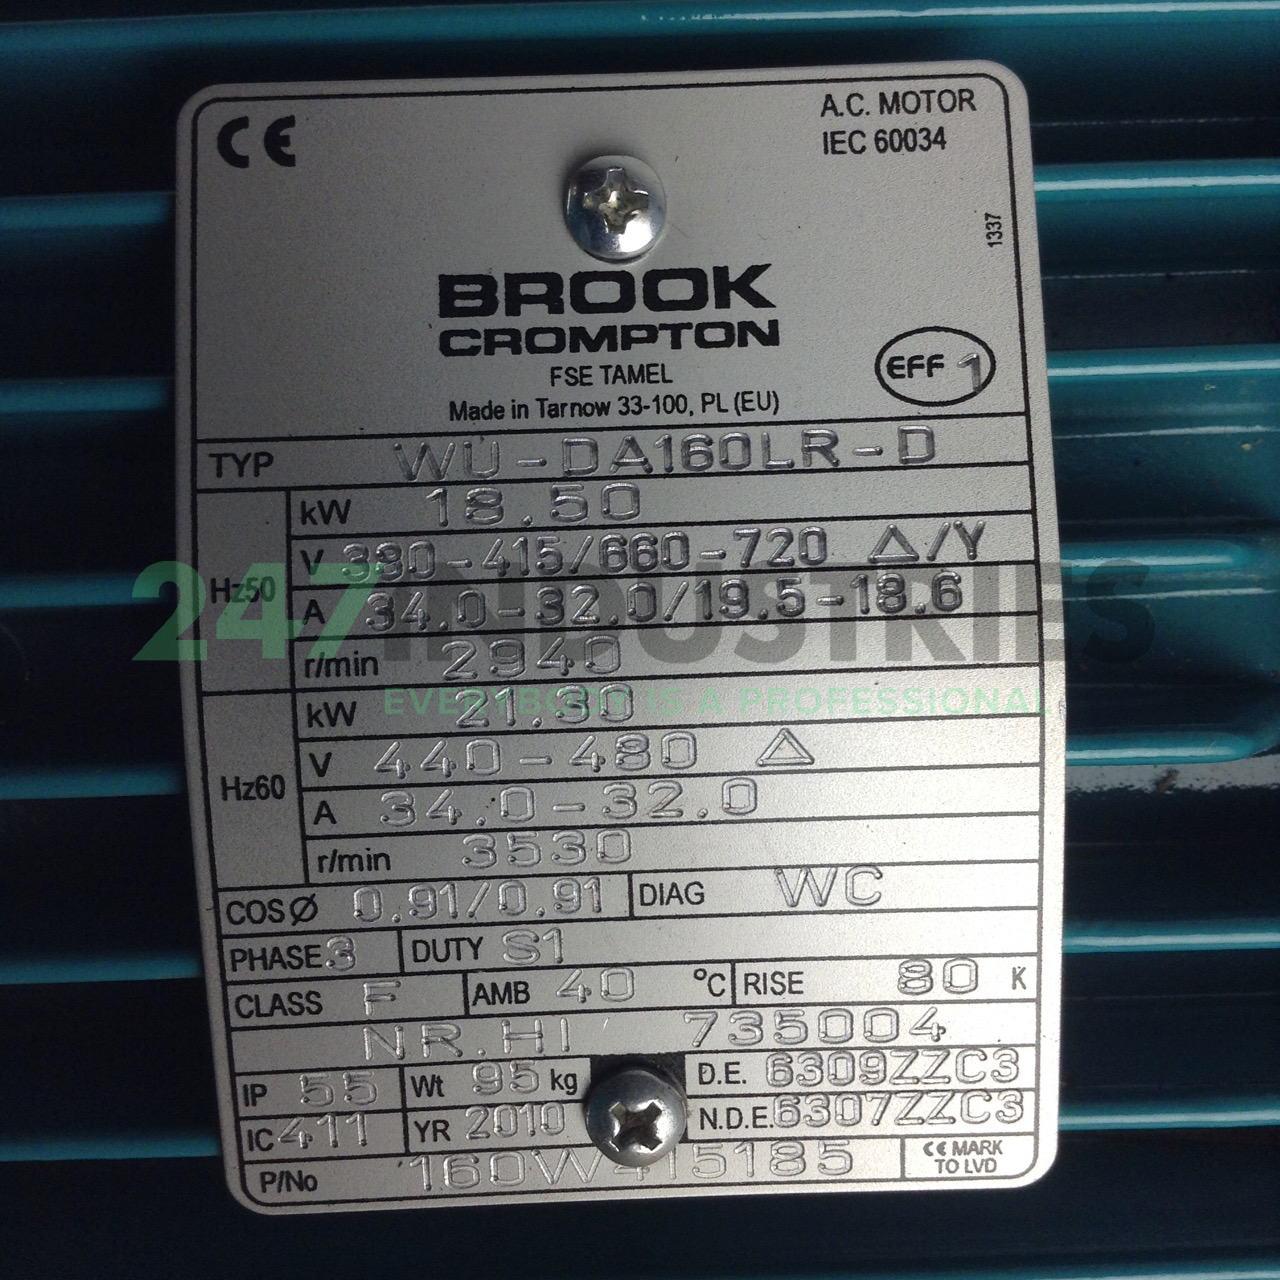 CE
A.C. MOTOR
IEC 60034
1337
BROOK
CROMPTON
FSE TAMEL
Made in Tarnow 33-100, PL (EU)
EFF 1
TYP WU-DA160LR-D
Hz50
kW 18.50
V 380-415/660-720 △/Y
A 34.0-32.0/19.5-18.6
r/min 2940
Hz60
kW 21.30
V 440-480 △
A 34.0-32.0
r/min 3530
COSØ 0.91/0.91 DIAG WC
PHASE 3 DUTY S1
CLASS F AMB 40 °C RISE 80 K
NR.HI 735004
IP 55 Wt 95 kg D.E. 6309ZZC3
IC 411 YR 2010 N.D.E. 6307ZZC3
P/No 160W415185 CE MARK
TO LVD
247INDUSTRIES
EVERYBODY IS A PROFESSIONAL